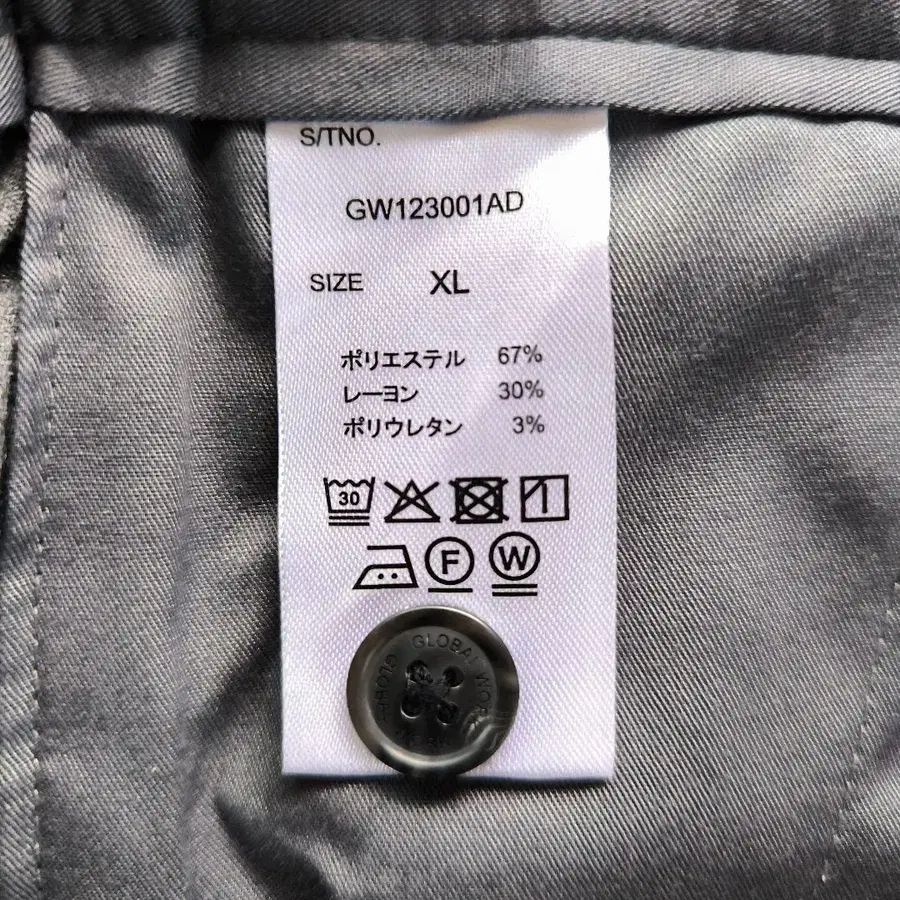 S/TNO.
GW123001AD
SIZE XL
ポリエステル 67%
レーヨン 30%
ポリウレタン 3%
30
F W
GLOBAL